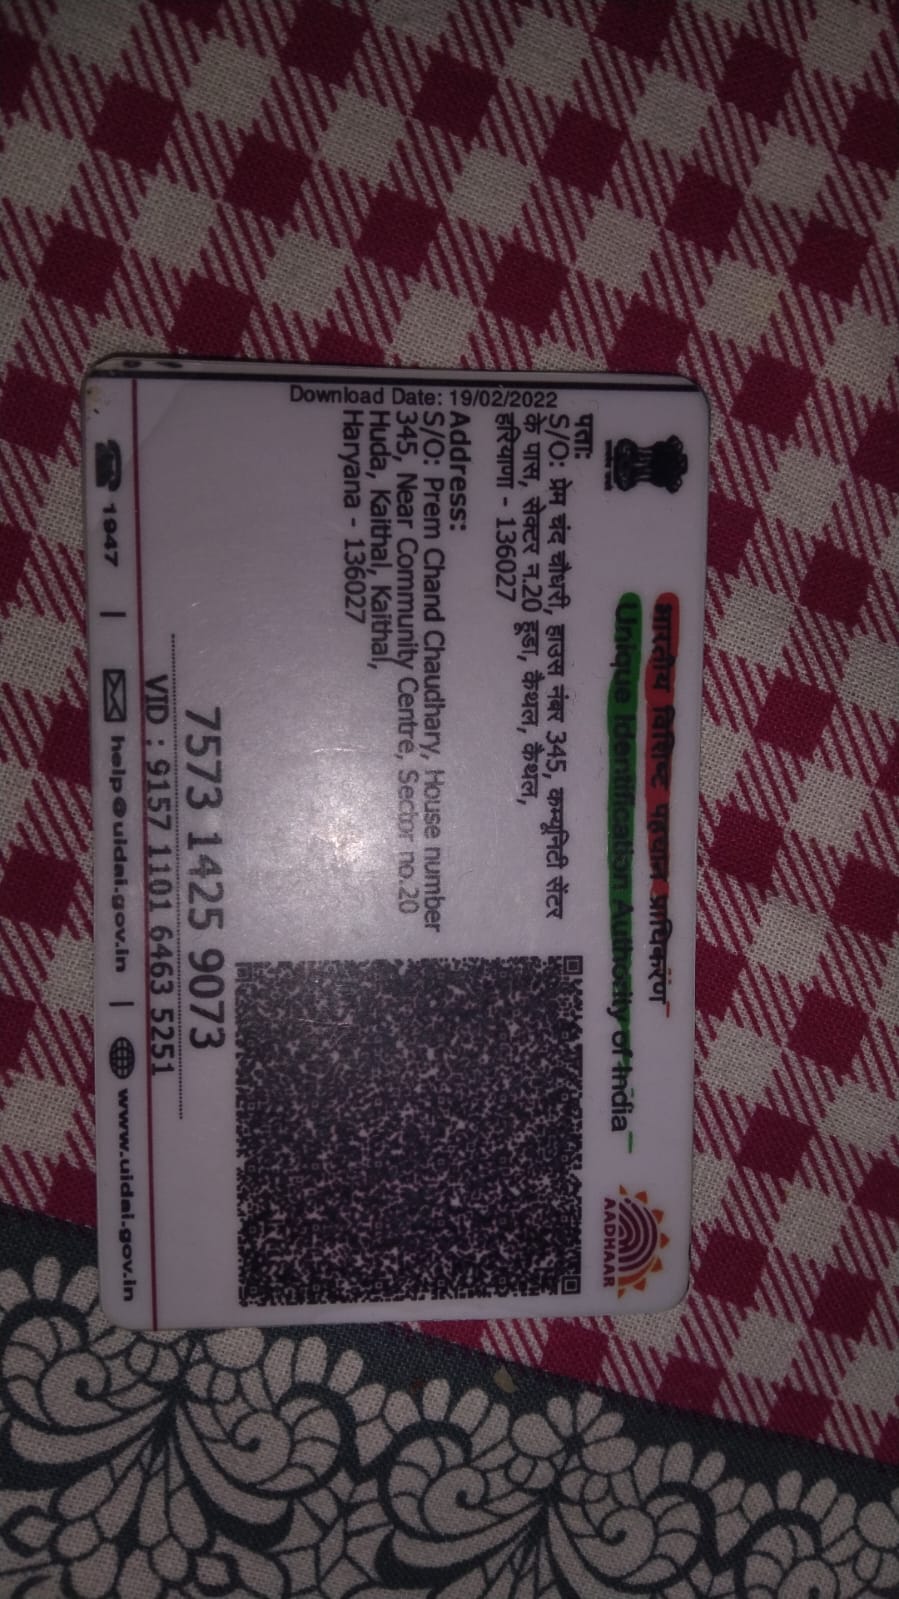 भारतीय विशिष्ट पहचान प्राधिकरण
Unique Identification Authority of India
AADHAAR
पता:
S/O: प्रेम चंद चौधरी, हाउस नंबर 345, कम्युनिटी सेंटर
के पास, सेक्टर न.20 हूडा, कैथल, कैथल,
हरियाणा - 136027
Address:
S/O: Prem Chand Chaudhary, House number
345, Near Community Centre, Sector no.20
Huda, Kaithal, Kaithal,
Haryana - 136027
Download Date: 19/02/2022
7573 1425 9073
VID : 9157 1101 6463 5251
1947 | help@uidai.gov.in | www.uidai.gov.in